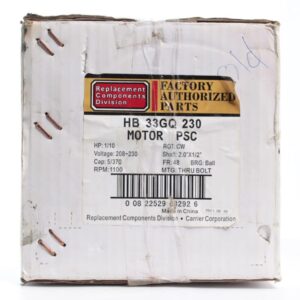 old
Replacement
Components
Division
FACTORY
AUTHORIZED
PARTS
HB 33GQ 230
MOTOR PSC
HP: 1/10
Voltage: 208-230
Cap: 5/370
RPM: 1100
ROT: CW
Shaft: 2.0"X1/2"
FR: 48 BRG: Ball
MTG: THRU BOLT
Made in China
Replacement Components Division • Carrier Corporation